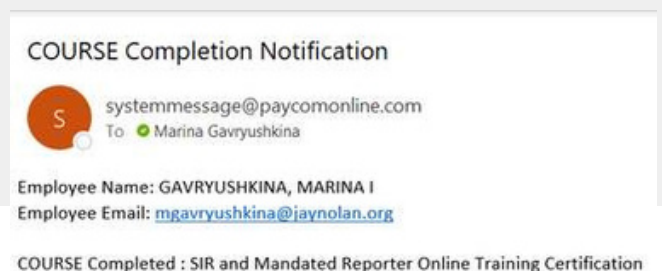 COURSE Completion Notification
S
systemmessage@paycomonline.com
To Marina Gavryushkina
Employee Name: GAVRYUSHKINA, MARINA I
Employee Email: mgavryushkina@jaynolan.org
COURSE Completed : SIR and Mandated Reporter Online Training Certification